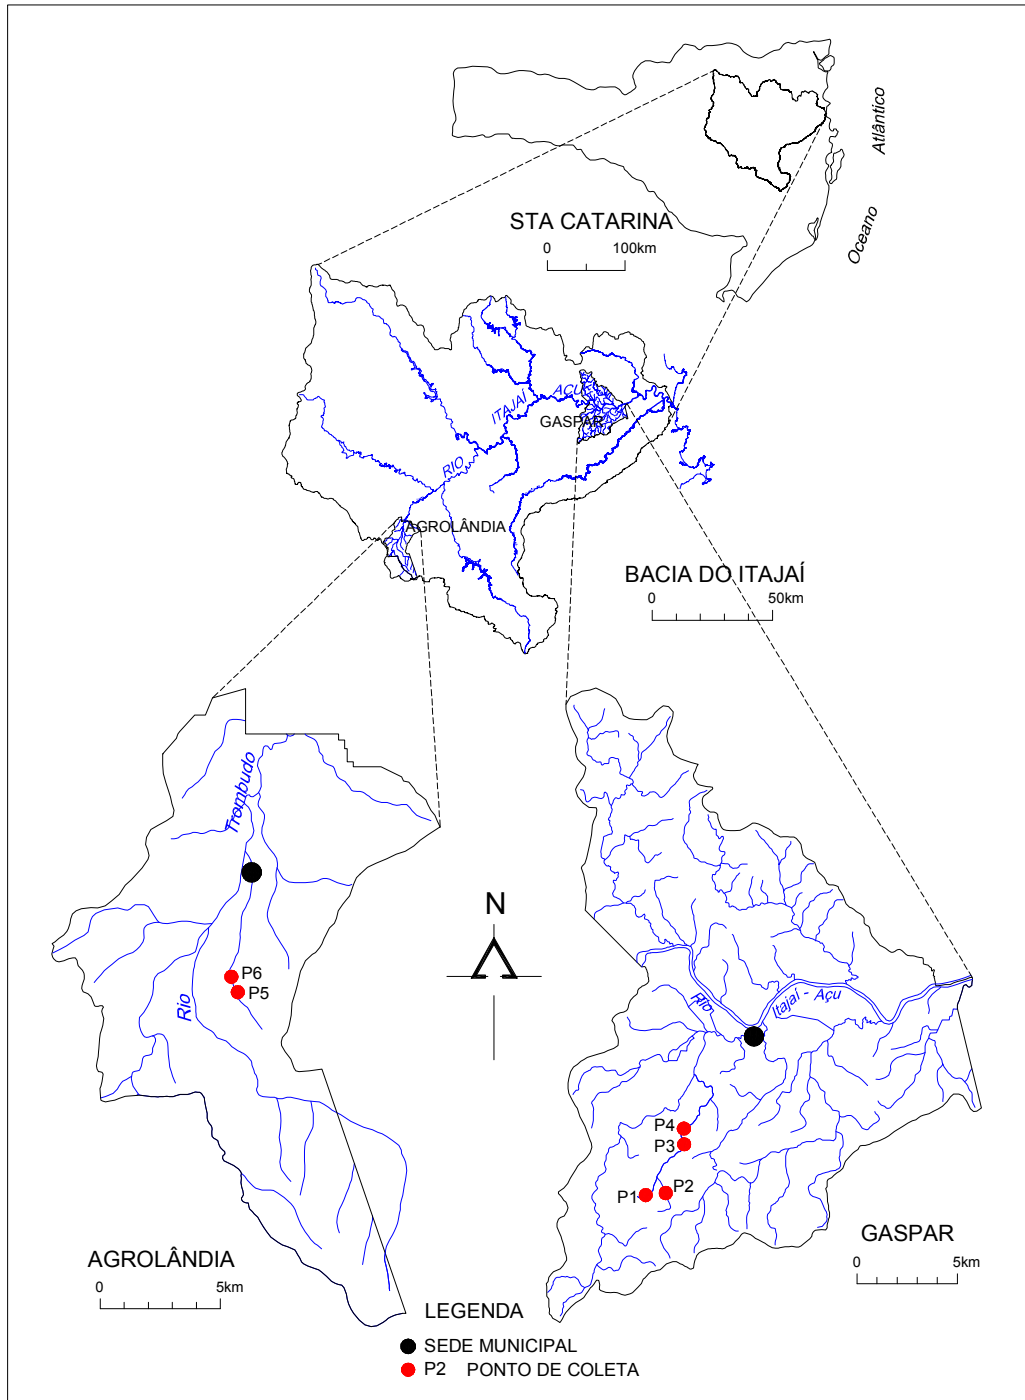 Atlântico
Oceano
STA CATARINA
0 100km
RIO ITAJAÍ AÇU
GASPAR
AGROLÂNDIA
BACIA DO ITAJAÍ
0 50km
Rio Trombudo
P6
P5
N
Rio Itajaí - Açu
P4
P3
P1 P2
AGROLÂNDIA
0 5km
GASPAR
0 5km
LEGENDA
SEDE MUNICIPAL
P2 PONTO DE COLETA